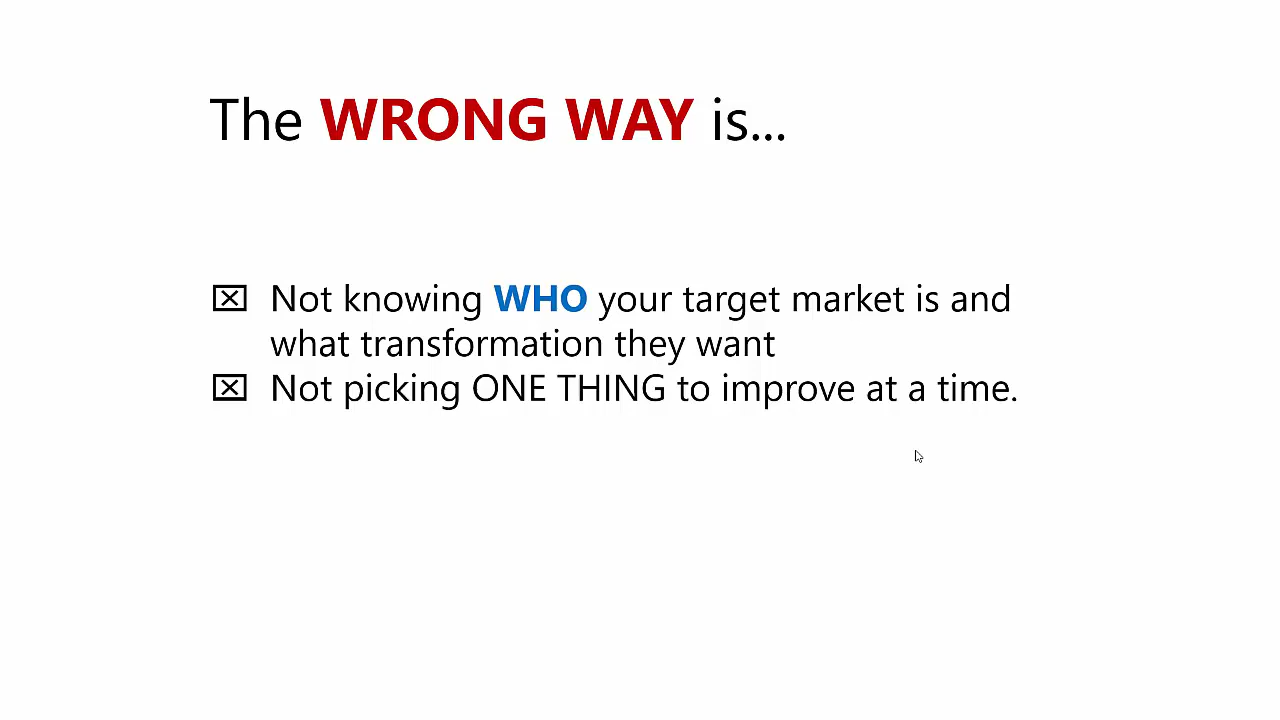 The WRONG WAY is...
Not knowing WHO your target market is and
what transformation they want
Not picking ONE THING to improve at a time.